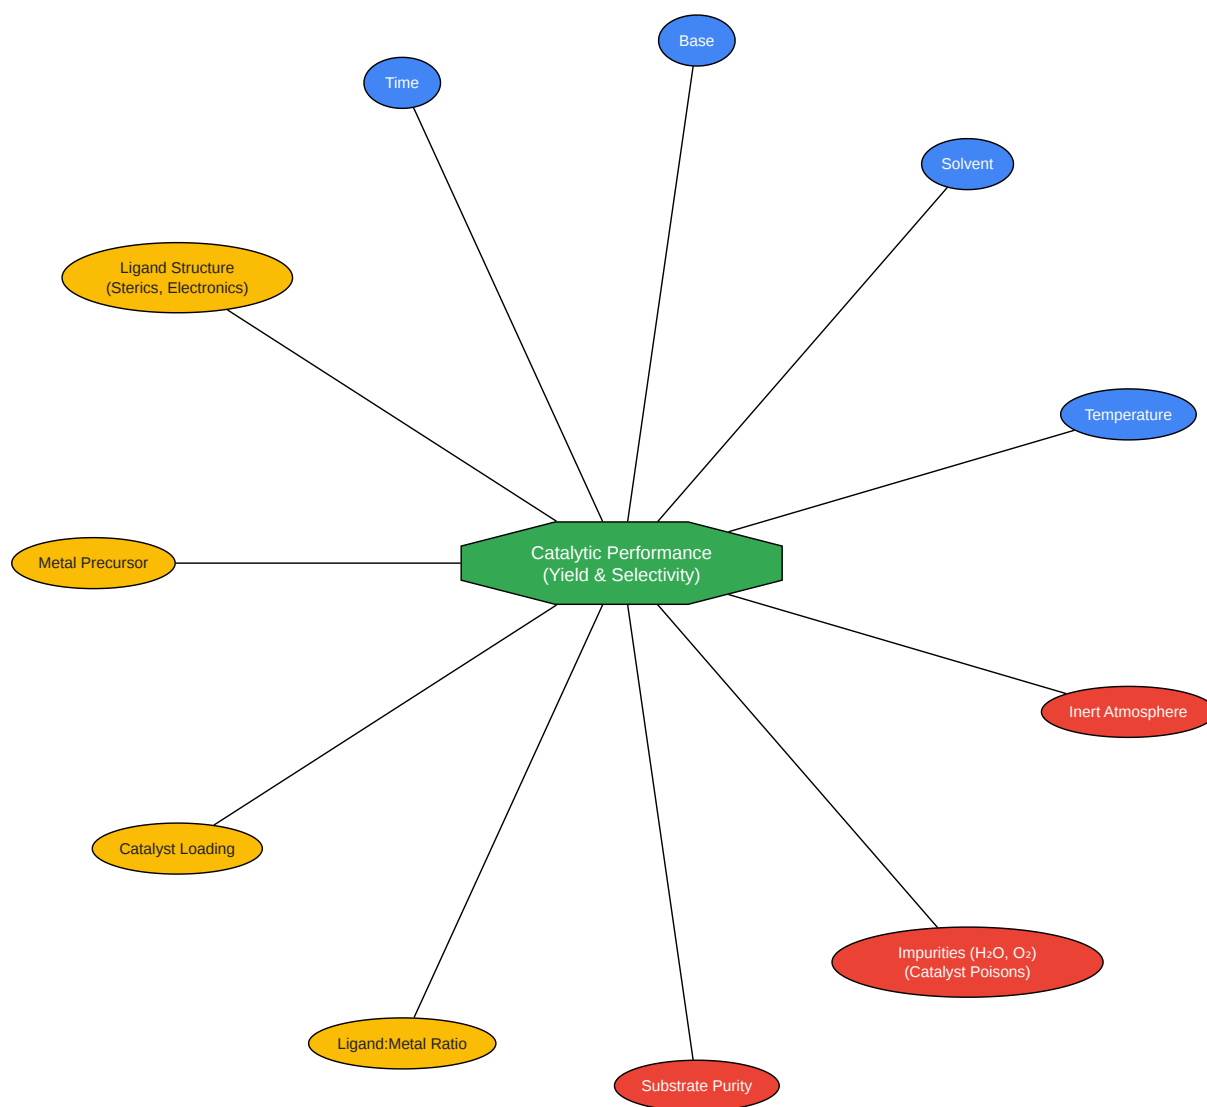 Base
Time
Solvent
Ligand Structure
(Sterics, Electronics)
Temperature
Catalytic Performance
(Yield & Selectivity)
Metal Precursor
Inert Atmosphere
Catalyst Loading
Impurities (H₂O, O₂)
(Catalyst Poisons)
Ligand:Metal Ratio
Substrate Purity